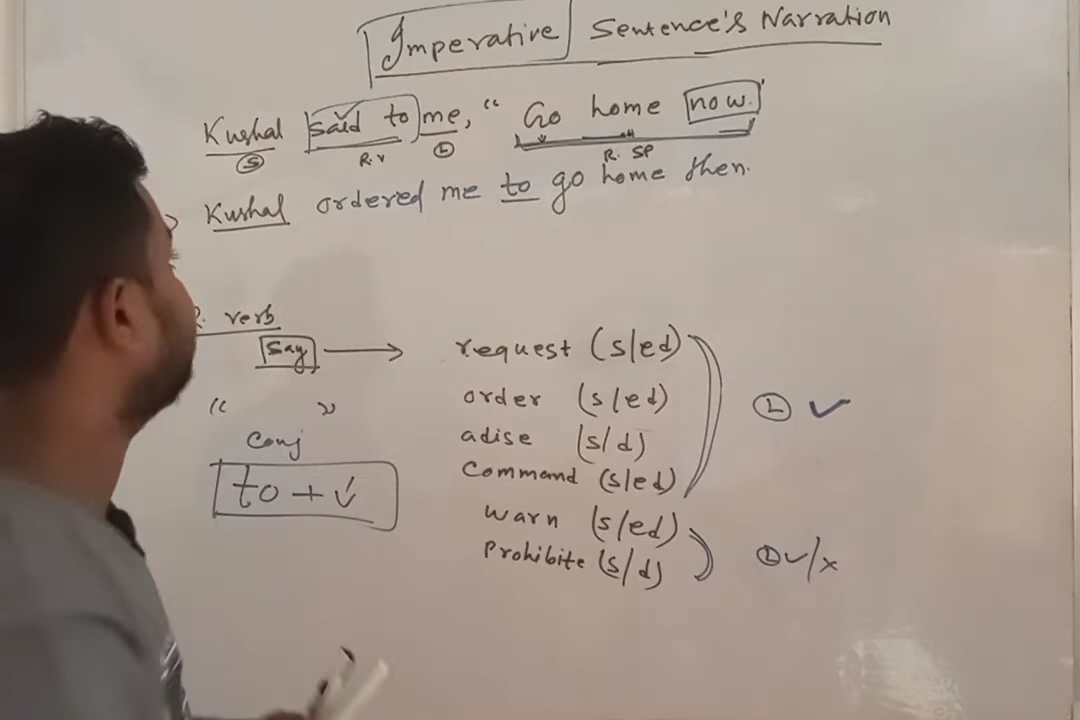 Imperative Sentence's Narration
Kushal said to me, " Go home now."
S R.v L R. SP
Kushal ordered me to go home then.
R. verb
say → request (s/ed)
order (s/ed) L ✓
" " adise (s/d)
Conj Command (s/ed)
to + V warn (s/ed)
Prohibite (s/d) L ✓/x